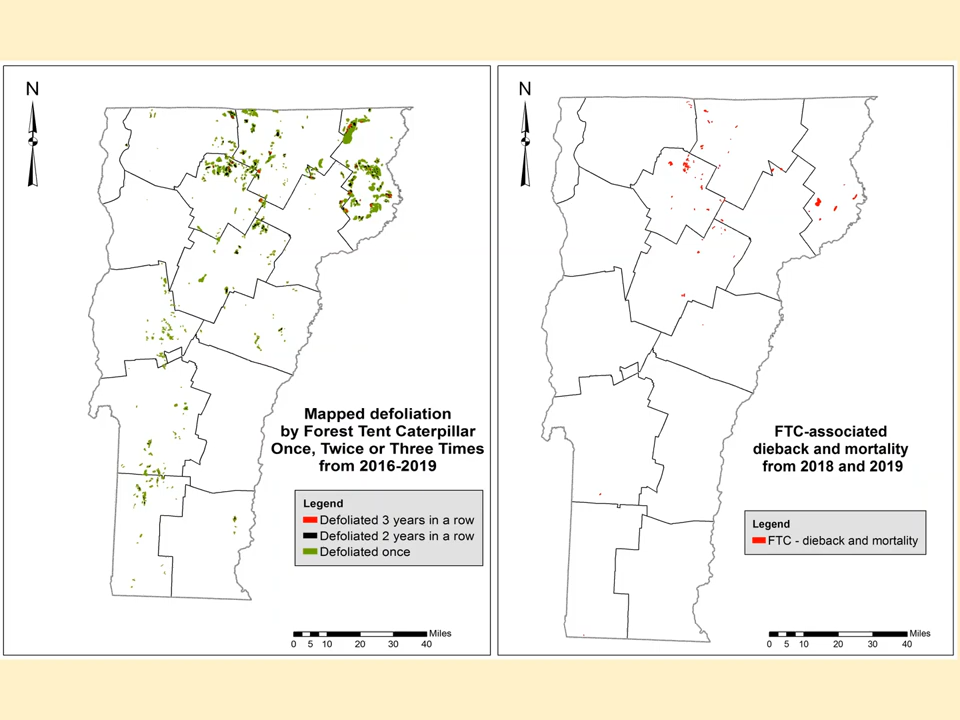 N
Mapped defoliation
by Forest Tent Caterpillar
Once, Twice or Three Times
from 2016-2019
Legend
Defoliated 3 years in a row
Defoliated 2 years in a row
Defoliated once
Miles
0 5 10 20 30 40
N
FTC-associated
dieback and mortality
from 2018 and 2019
Legend
FTC - dieback and mortality
Miles
0 5 10 20 30 40